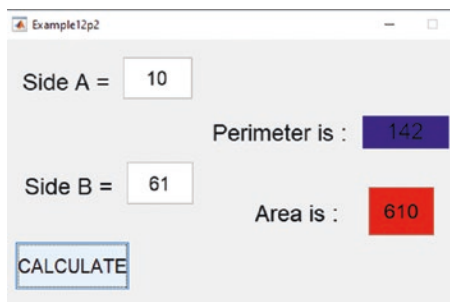 Example12p2
Side A =
10
Perimeter is :
142
Side B =
61
Area is :
610
CALCULATE